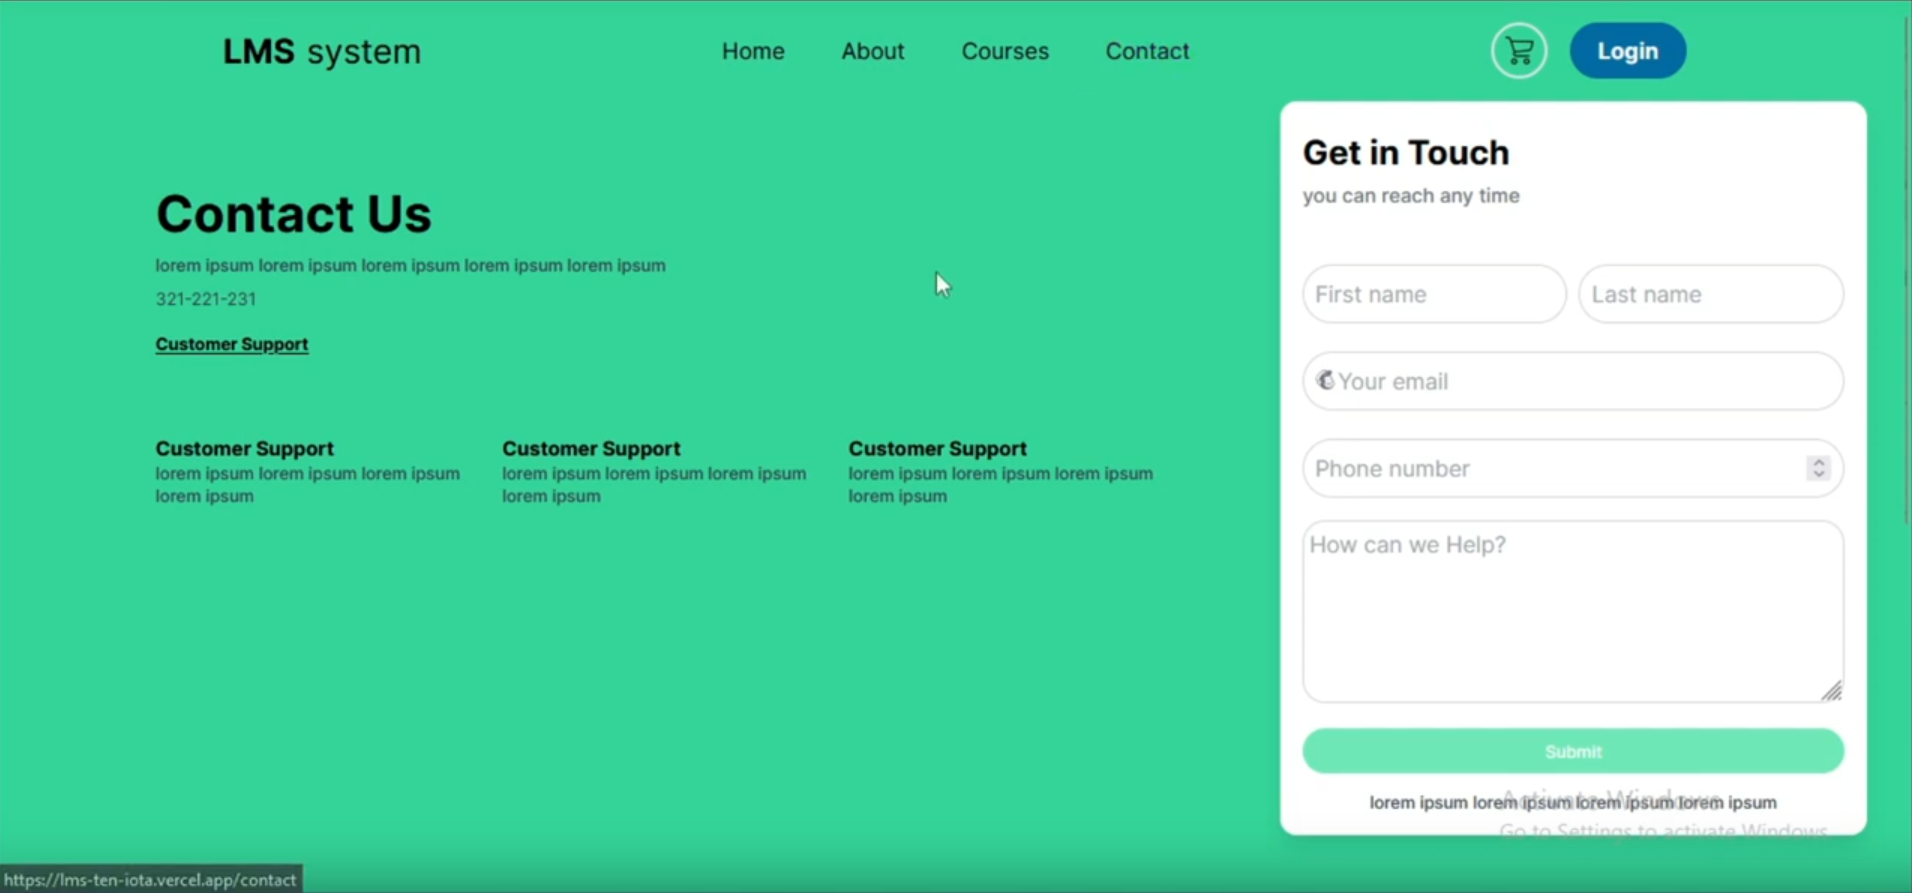 LMS system
Home About Courses Contact
Login
Get in Touch
you can reach any time
Contact Us
lorem ipsum lorem ipsum lorem ipsum lorem ipsum lorem ipsum
321-221-231
Customer Support
First name Last name
Your email
Phone number
How can we Help?
Customer Support
lorem ipsum lorem ipsum lorem ipsum
lorem ipsum
Customer Support
lorem ipsum lorem ipsum lorem ipsum
lorem ipsum
Customer Support
lorem ipsum lorem ipsum lorem ipsum
lorem ipsum
Submit
lorem ipsum lorem ipsum lorem ipsum lorem ipsum
Activate Windows
Go to Settings to activate Windows.
https://lms-ten-iota.vercel.app/contact